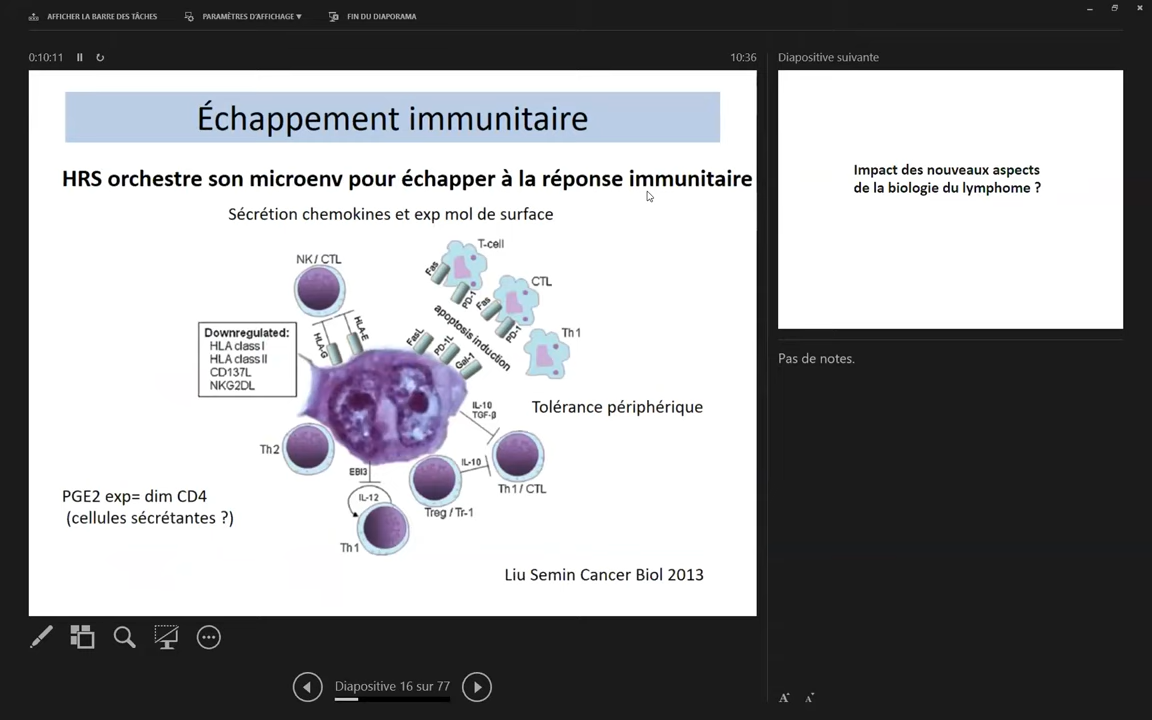 AFFICHER LA BARRE DES TÂCHES
PARAMÈTRES D'AFFICHAGE ▼
FIN DU DIAPORAMA
0:10:11
10:36
Diapositive suivante
Échappement immunitaire
HRS orchestre son microenv pour échapper à la réponse immunitaire
Sécrétion chemokines et exp mol de surface
NK / CTL
T-cell
Fas
PD-1
CTL
Fas
PD-1
Th1
apoptosis induction
HLA-G
HLA-E
FasL
PD-1L
Gal-1
Downregulated:
HLA class I
HLA class II
CD137L
NKG2DL
IL-10
TGF-β
Tolérance périphérique
Th2
EBI3
IL-10
IL-12
Th1 / CTL
Treg / Tr-1
Th1
PGE2 exp= dim CD4
(cellules sécrétantes ?)
Liu Semin Cancer Biol 2013
Impact des nouveaux aspects
de la biologie du lymphome ?
Pas de notes.
Diapositive 16 sur 77
A A